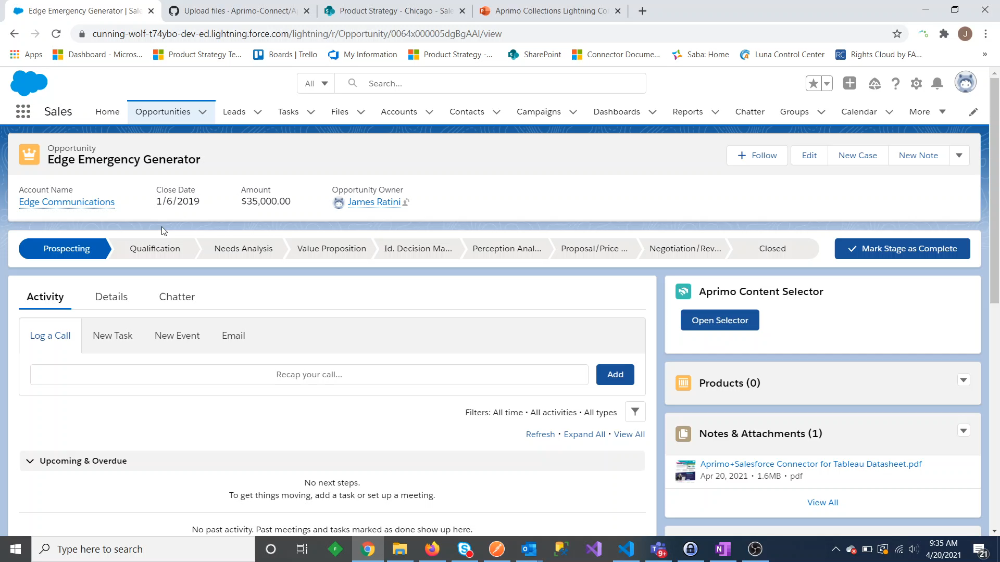 Edge Emergency Generator | Sale
Upload files · Aprimo-Connect/A
Product Strategy - Chicago - Sale
Aprimo Collections Lightning Co
cunning-wolf-t74ybo-dev-ed.lightning.force.com/lightning/r/Opportunity/0064x000005dgBgAAI/view
J
Apps
Dashboard - Micros...
Product Strategy Te...
Boards | Trello
My Information
Product Strategy -...
SharePoint
Connector Docume...
Saba: Home
Luna Control Center
RC
Rights Cloud by FA...
»
All
Search...
Sales
Home
Opportunities
Leads
Tasks
Files
Accounts
Contacts
Campaigns
Dashboards
Reports
Chatter
Groups
Calendar
More
Opportunity
Edge Emergency Generator
+ Follow
Edit
New Case
New Note
Account Name
Close Date
Amount
Opportunity Owner
Edge Communications
1/6/2019
$35,000.00
James Ratini
Prospecting
Qualification
Needs Analysis
Value Proposition
Id. Decision Ma...
Perception Anal...
Proposal/Price ...
Negotiation/Rev...
Closed
Mark Stage as Complete
Activity
Details
Chatter
Log a Call
New Task
New Event
Email
Recap your call...
Add
Filters: All time • All activities • All types
Refresh • Expand All • View All
Upcoming & Overdue
No next steps.
To get things moving, add a task or set up a meeting.
No past activity. Past meetings and tasks marked as done show up here.
Aprimo Content Selector
Open Selector
Products (0)
Notes & Attachments (1)
Aprimo+Salesforce Connector for Tableau Datasheet.pdf
Apr 20, 2021 • 1.6MB • pdf
View All
Type here to search
9+
9:35 AM
4/20/2021
21